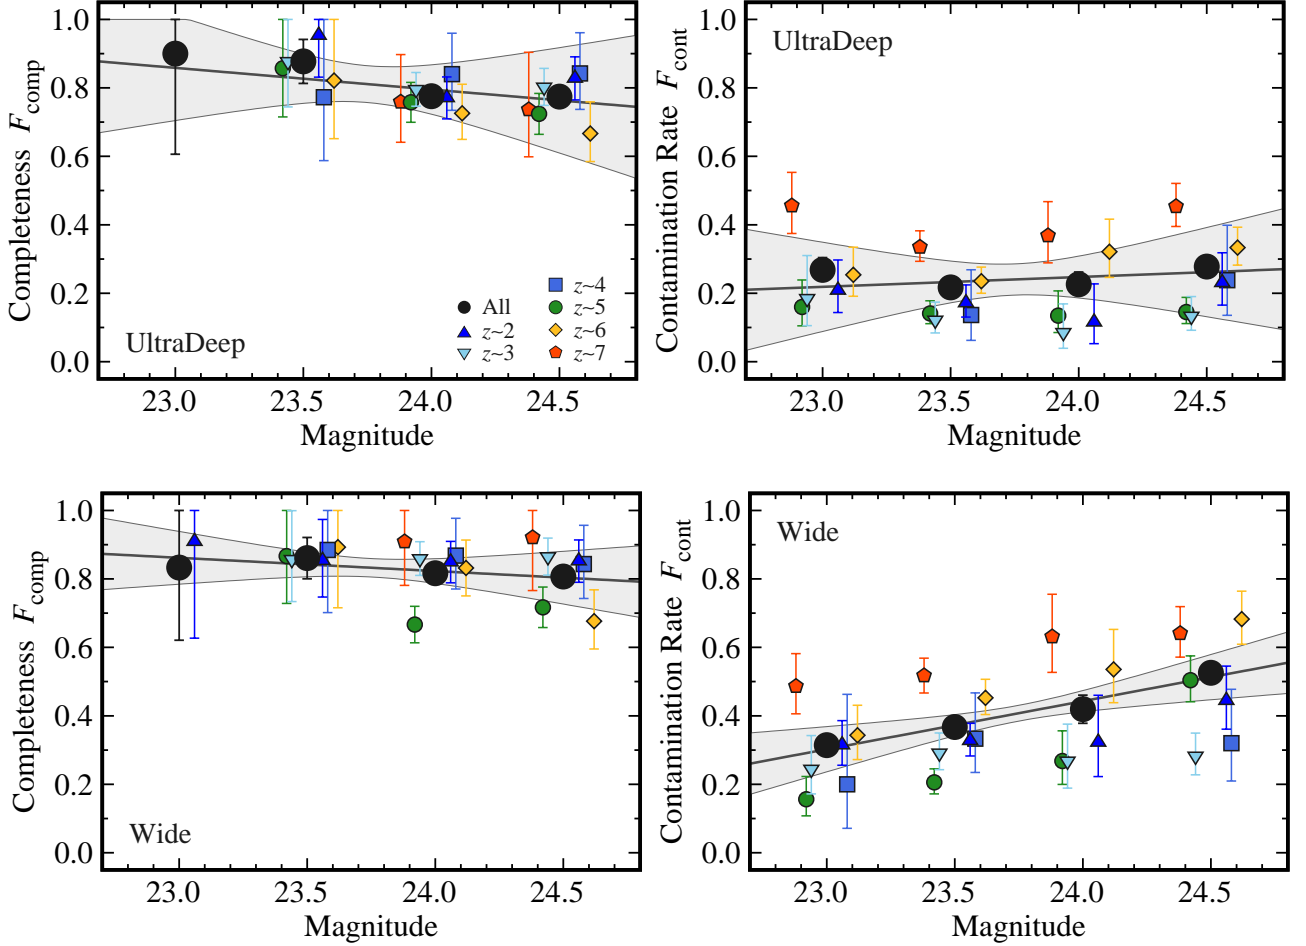 Completeness F_comp
1.0
0.8
0.6
0.4
0.2
0.0
UltraDeep
All
z~2
z~3
z~4
z~5
z~6
z~7
23.0 23.5 24.0 24.5
Magnitude
Contamination Rate F_cont
1.0
0.8
0.6
0.4
0.2
0.0
UltraDeep
23.0 23.5 24.0 24.5
Magnitude
Completeness F_comp
1.0
0.8
0.6
0.4
0.2
0.0
Wide
23.0 23.5 24.0 24.5
Magnitude
Contamination Rate F_cont
1.0
0.8
0.6
0.4
0.2
0.0
Wide
23.0 23.5 24.0 24.5
Magnitude